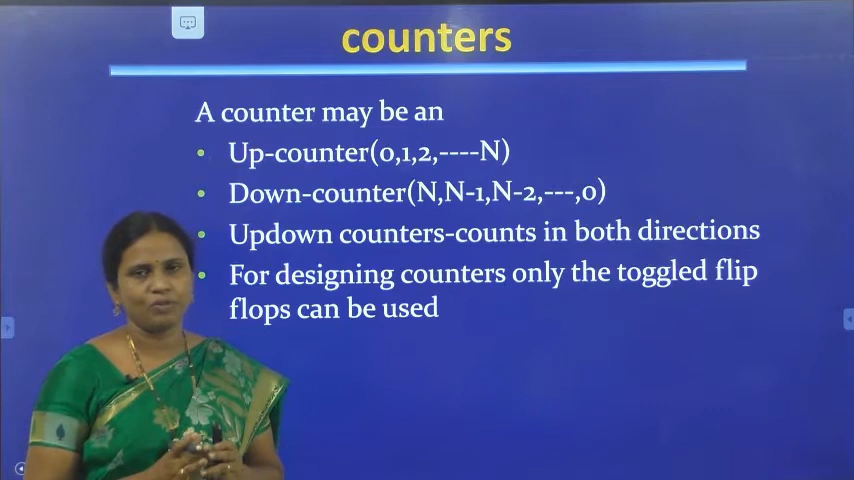 counters
A counter may be an
• Up-counter(0,1,2,----N)
• Down-counter(N,N-1,N-2,---,0)
• Updown counters-counts in both directions
• For designing counters only the toggled flip
flops can be used